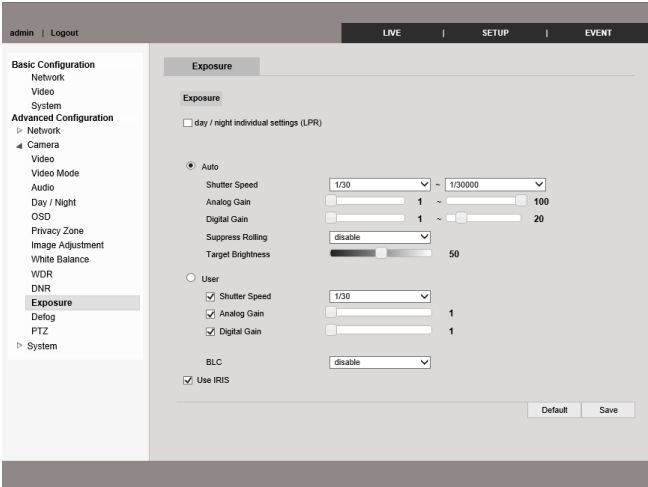 admin | Logout
LIVE | SETUP | EVENT
Basic Configuration
Network
Video
System
Advanced Configuration
Network
Camera
Video
Video Mode
Audio
Day / Night
OSD
Privacy Zone
Image Adjustment
White Balance
WDR
DNR
Exposure
Defog
PTZ
System
Exposure
Exposure
day / night individual settings (LPR)
Auto
Shutter Speed 1/30 ~ 1/30000
Analog Gain 1 ~ 100
Digital Gain 1 ~ 20
Suppress Rolling disable
Target Brightness 50
User
Shutter Speed 1/30
Analog Gain 1
Digital Gain 1
BLC disable
Use IRIS
Default Save